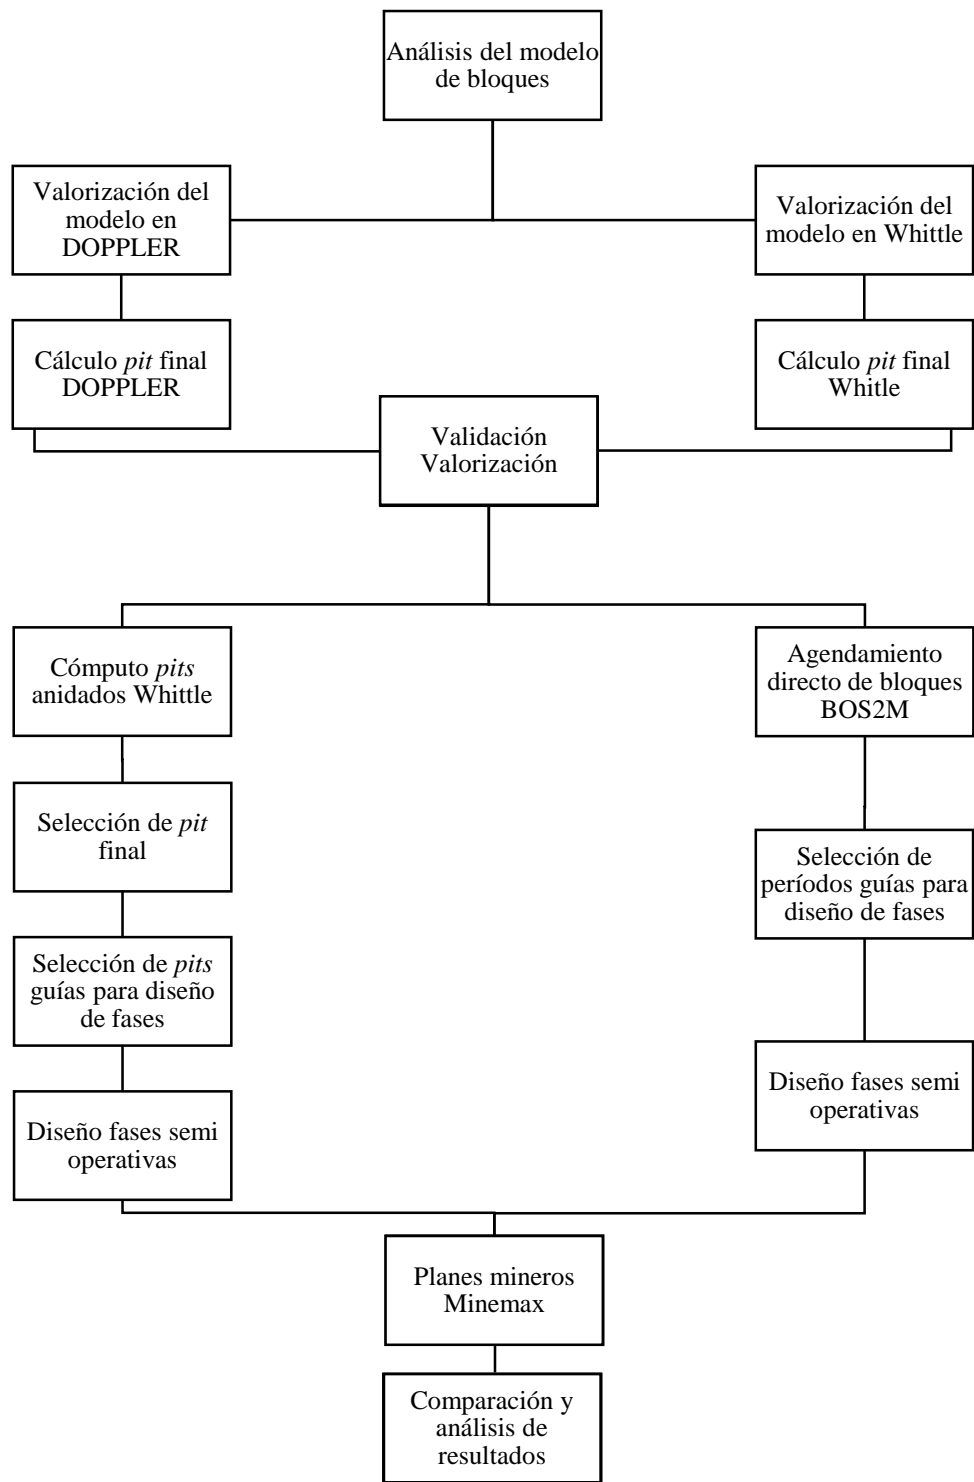 Análisis del modelo
de bloques
Valorización del
modelo en
DOPPLER
Valorización del
modelo en Whittle
Cálculo pit final
DOPPLER
Cálculo pit final
Whitle
Validación
Valorización
Cómputo pits
anidados Whittle
Agendamiento
directo de bloques
BOS2M
Selección de pit
final
Selección de
períodos guías para
diseño de fases
Selección de pits
guías para diseño
de fases
Diseño fases semi
operativas
Diseño fases semi
operativas
Planes mineros
Minemax
Comparación y
análisis de
resultados